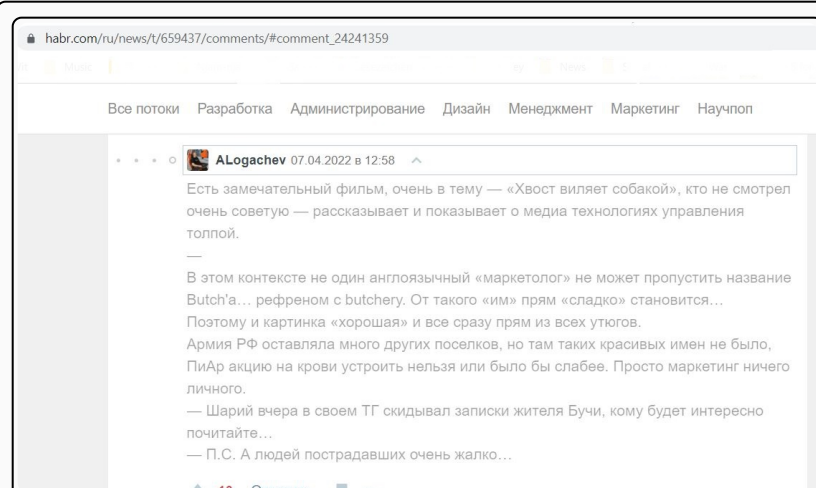 habr.com/ru/news/t/659437/comments/#comment_24241359
Все потоки Разработка Администрирование Дизайн Менеджмент Маркетинг Научпоп
ALogachev 07.04.2022 в 12:58
Есть замечательный фильм, очень в тему — «Хвост виляет собакой», кто не смотрел
очень советую — рассказывает и показывает о медиа технологиях управления
толпой.
—
В этом контексте не один англоязычный «маркетолог» не может пропустить название
Butch'а… рефреном с butchery. От такого «им» прям «сладко» становится…
Поэтому и картинка «хорошая» и все сразу прям из всех утюгов.
Армия РФ оставляла много других поселков, но там таких красивых имен не было,
ПиАр акцию на крови устроить нельзя или было бы слабее. Просто маркетинг ничего
личного.
— Шарий вчера в своем ТГ скидывал записки жителя Бучи, кому будет интересно
почитайте…
— П.С. А людей пострадавших очень жалко…